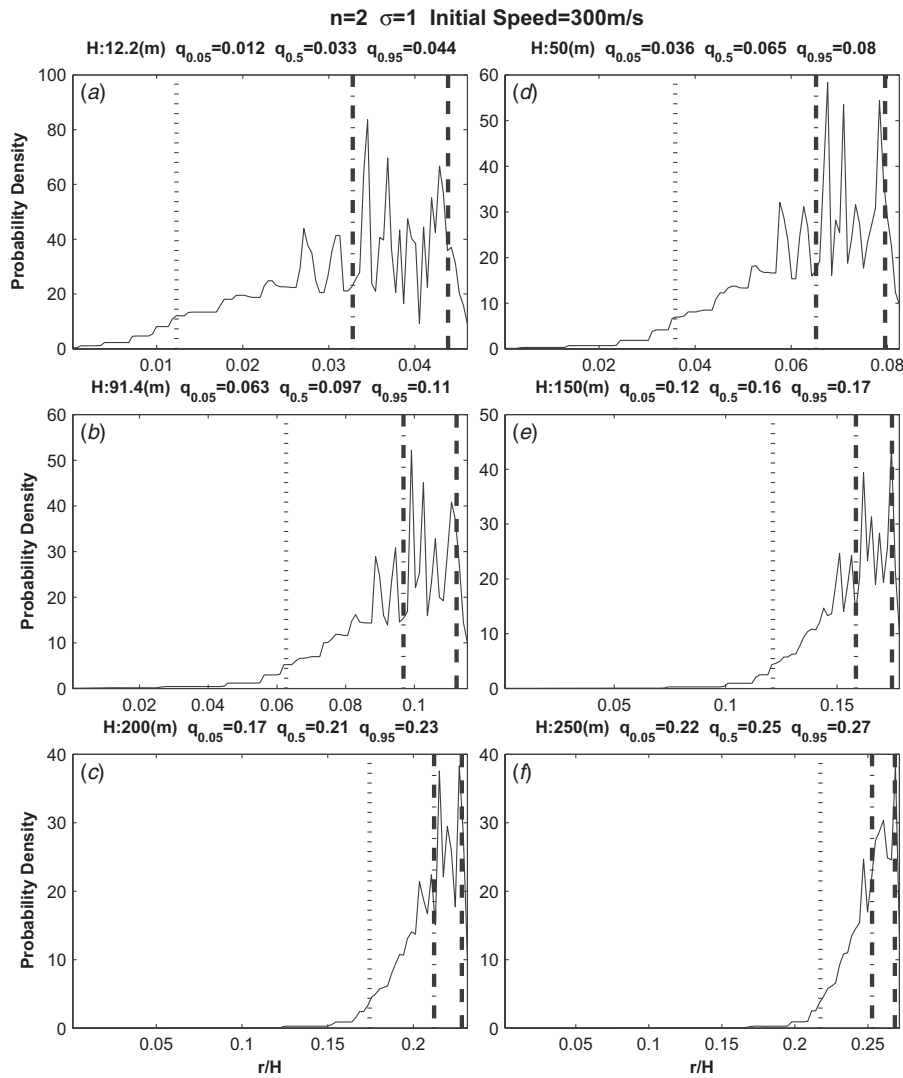 n=2 σ=1 Initial Speed=300m/s
H:12.2(m) q0.05=0.012 q0.5=0.033 q0.95=0.044
(a)
Probability Density
100
80
60
40
20
0
0.01 0.02 0.03 0.04
H:50(m) q0.05=0.036 q0.5=0.065 q0.95=0.08
(d)
60
50
40
30
20
10
0
0.02 0.04 0.06 0.08
H:91.4(m) q0.05=0.063 q0.5=0.097 q0.95=0.11
(b)
Probability Density
60
50
40
30
20
10
0
0.02 0.04 0.06 0.08 0.1
H:150(m) q0.05=0.12 q0.5=0.16 q0.95=0.17
(e)
50
40
30
20
10
0
0.05 0.1 0.15
H:200(m) q0.05=0.17 q0.5=0.21 q0.95=0.23
(c)
Probability Density
40
30
20
10
0
0.05 0.1 0.15 0.2
r/H
H:250(m) q0.05=0.22 q0.5=0.25 q0.95=0.27
(f)
40
30
20
10
0
0.05 0.1 0.15 0.2 0.25
r/H